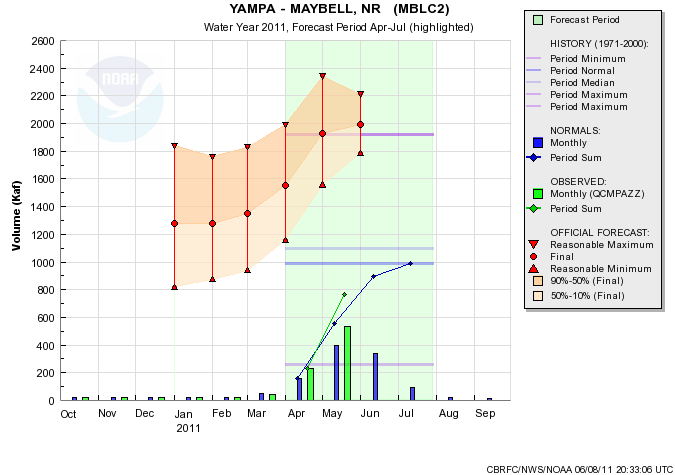 YAMPA - MAYBELL, NR (MBLC2)
Water Year 2011, Forecast Period Apr-Jul (highlighted)
Volume (Kaf)
2600
2400
2200
2000
1800
1600
1400
1200
1000
800
600
400
200
0
NOAA
Oct Nov Dec Jan Feb Mar Apr May Jun Jul Aug Sep
2011
Forecast Period
HISTORY (1971-2000):
Period Minimum
Period Normal
Period Median
Period Maximum
Period Maximum
NORMALS:
Monthly
Period Sum
OBSERVED:
Monthly (QCMPAZZ)
Period Sum
OFFICIAL FORECAST:
Reasonable Maximum
Final
Reasonable Minimum
90%-50% (Final)
50%-10% (Final)
CBRFC/NWS/NOAA 06/08/11 20:33:06 UTC